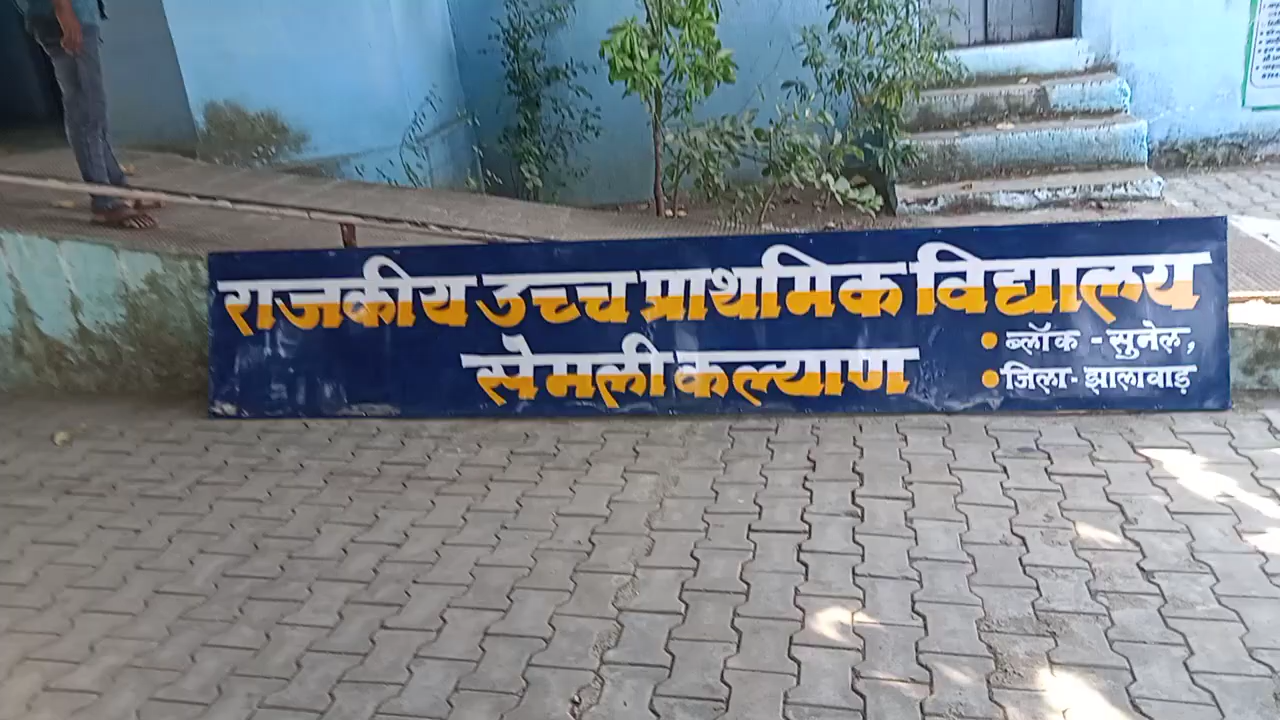 राजकीय उच्च प्राथमिक विद्यालय
सेमली कल्याण
• ब्लॉक - सुनेल,
• जिला - झालावाड़